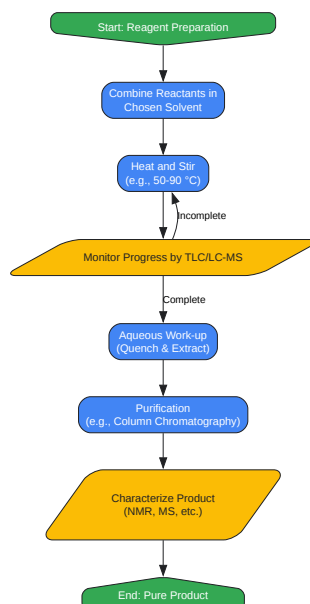 Start: Reagent Preparation
Combine Reactants in
Chosen Solvent
Heat and Stir
(e.g., 50-90 °C)
Incomplete
Monitor Progress by TLC/LC-MS
Complete
Aqueous Work-up
(Quench & Extract)
Purification
(e.g., Column Chromatography)
Characterize Product
(NMR, MS, etc.)
End: Pure Product